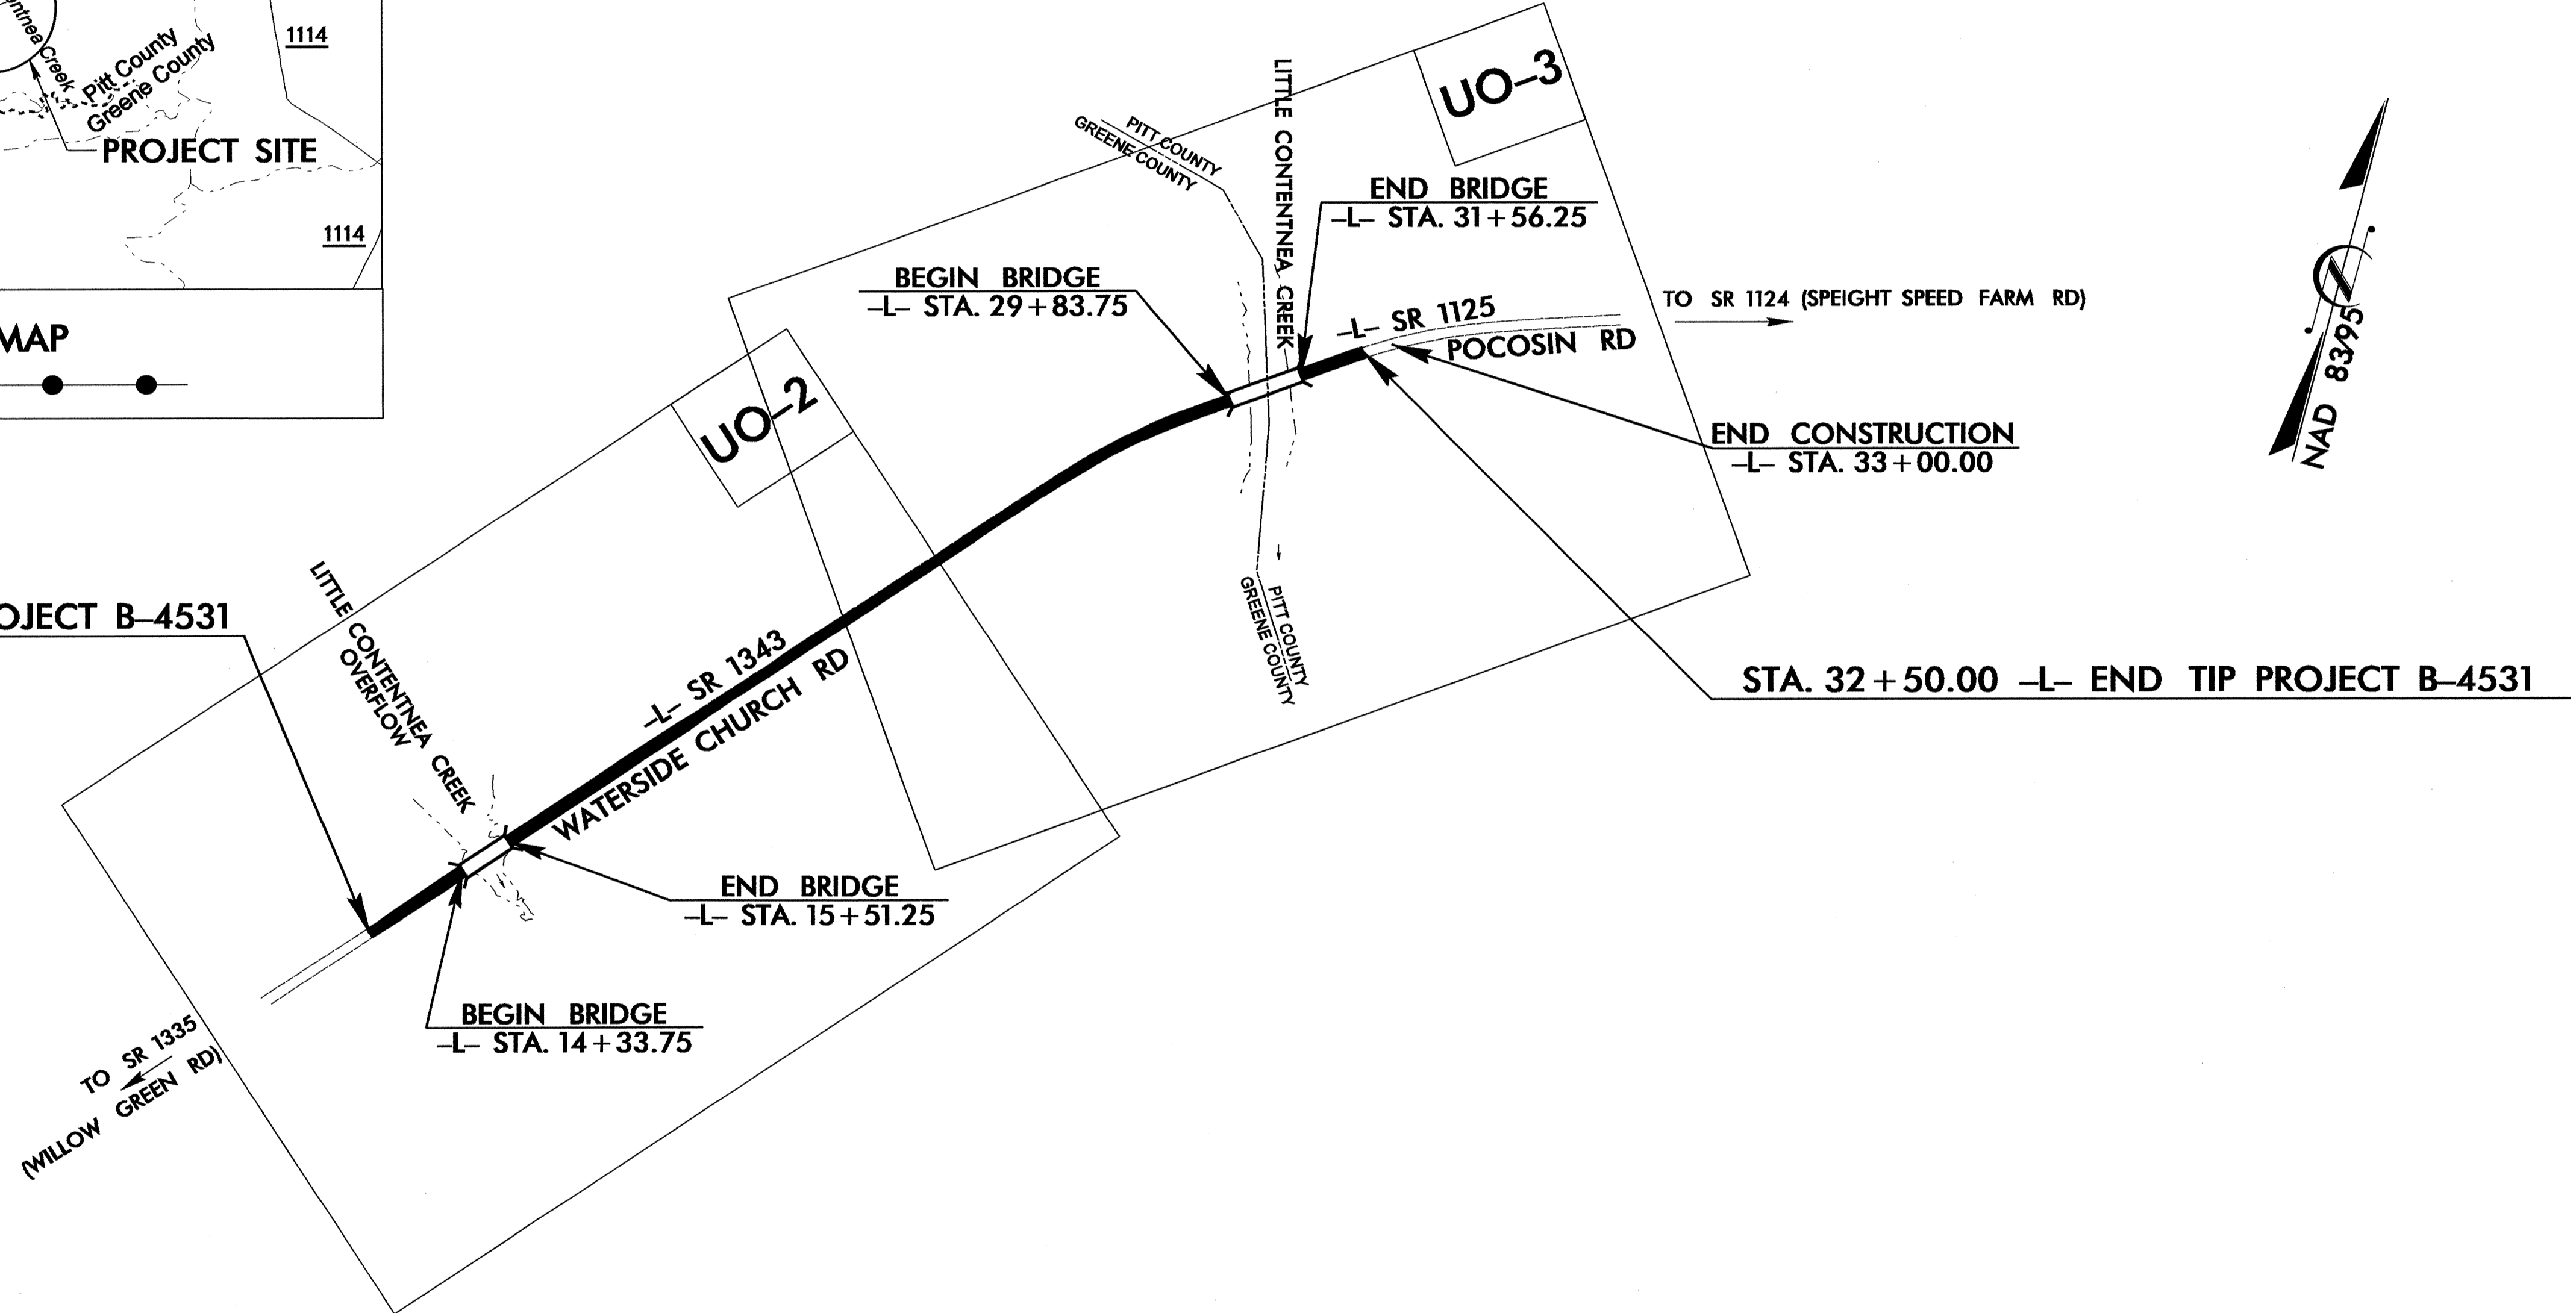 Creek
1114
Pitt County
Greene County
PROJECT SITE
1114
MAP
UO–3
LITTLE CONTENTNEA CREEK
PITT COUNTY
GREENE COUNTY
END BRIDGE
–L– STA. 31+56.25
BEGIN BRIDGE
–L– STA. 29+83.75
–L– SR 1125
POCOSIN RD
TO SR 1124 (SPEIGHT SPEED FARM RD)
NAD 83/95
UO–2
END CONSTRUCTION
–L– STA. 33+00.00
PITT COUNTY
GREENE COUNTY
B–4531
LITTLE CONTENTNEA CREEK
OVERFLOW
–L– SR 1343
WATERSIDE CHURCH RD
STA. 32+50.00 –L– END TIP PROJECT B–4531
END BRIDGE
–L– STA. 15+51.25
BEGIN BRIDGE
–L– STA. 14+33.75
TO SR 1335
(WILLOW GREEN RD)